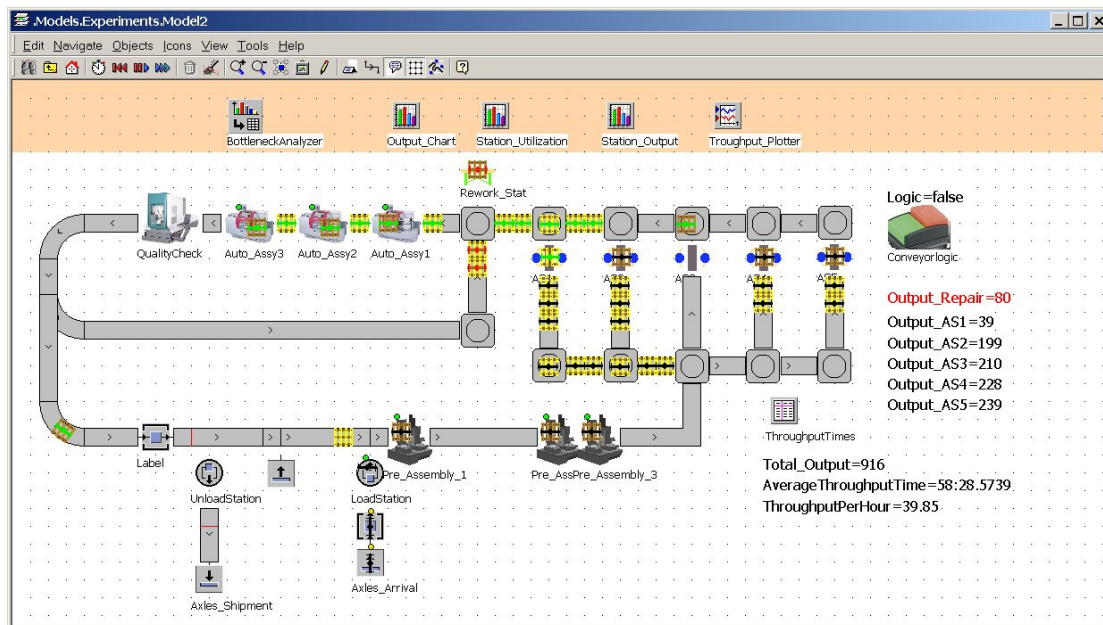 .Models.Experiments.Model2
Edit Navigate Objects Icons View Tools Help
BottleneckAnalyzer
Output_Chart
Station_Utilization
Station_Output
Troughput_Plotter
Rework_Stat
Logic=false
QualityCheck
Auto_Assy3
Auto_Assy2
Auto_Assy1
Conveyorlogic
Output_Repair=80
Output_AS1=39
Output_AS2=199
Output_AS3=210
Output_AS4=228
Output_AS5=239
ThroughputTimes
Label
Pre_Assembly_1
Pre_Ass
Pre_Assembly_3
Total_Output=916
AverageThroughputTime=58:28.5739
ThroughputPerHour=39.85
UnloadStation
LoadStation
Axles_Arrival
Axles_Shipment